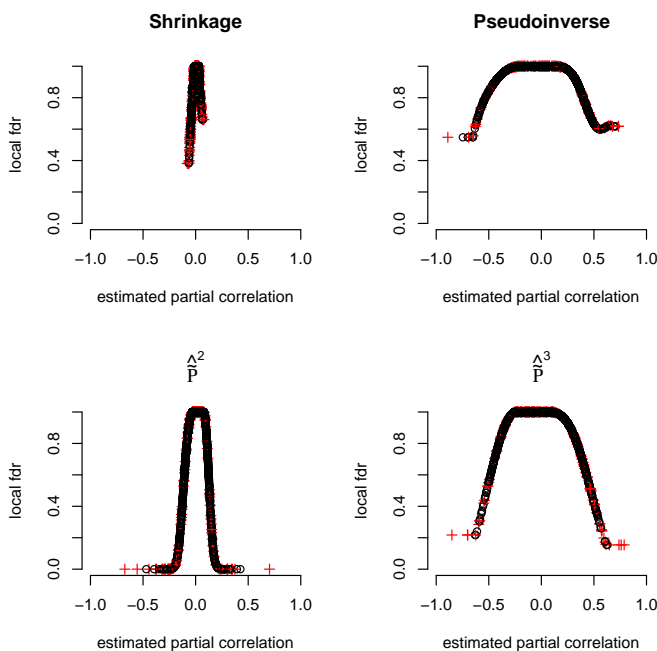 Shrinkage
local fdr
0.0 0.4 0.8
−1.0 −0.5 0.0 0.5 1.0
estimated partial correlation
Pseudoinverse
local fdr
0.0 0.4 0.8
−1.0 −0.5 0.0 0.5 1.0
estimated partial correlation
P̃̂²
local fdr
0.0 0.4 0.8
−1.0 −0.5 0.0 0.5 1.0
estimated partial correlation
P̃̂³
local fdr
0.0 0.4 0.8
−1.0 −0.5 0.0 0.5 1.0
estimated partial correlation